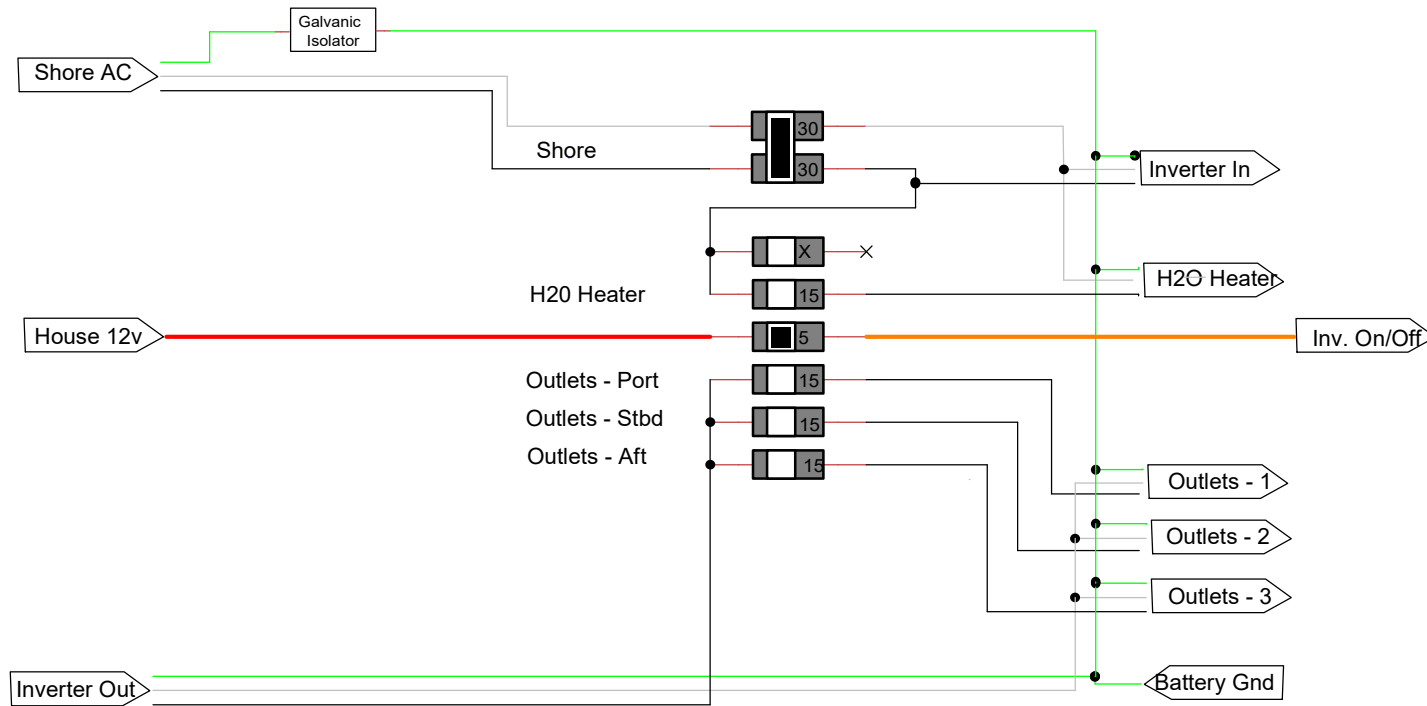 Galvanic
Isolator
Shore AC
30
Shore
30
Inverter In
X
H20 Heater
15
H2O Heater
House 12v
5
Inv. On/Off
Outlets - Port
15
Outlets - Stbd
15
Outlets - Aft
15
Outlets - 1
Outlets - 2
Outlets - 3
Inverter Out
Battery Gnd